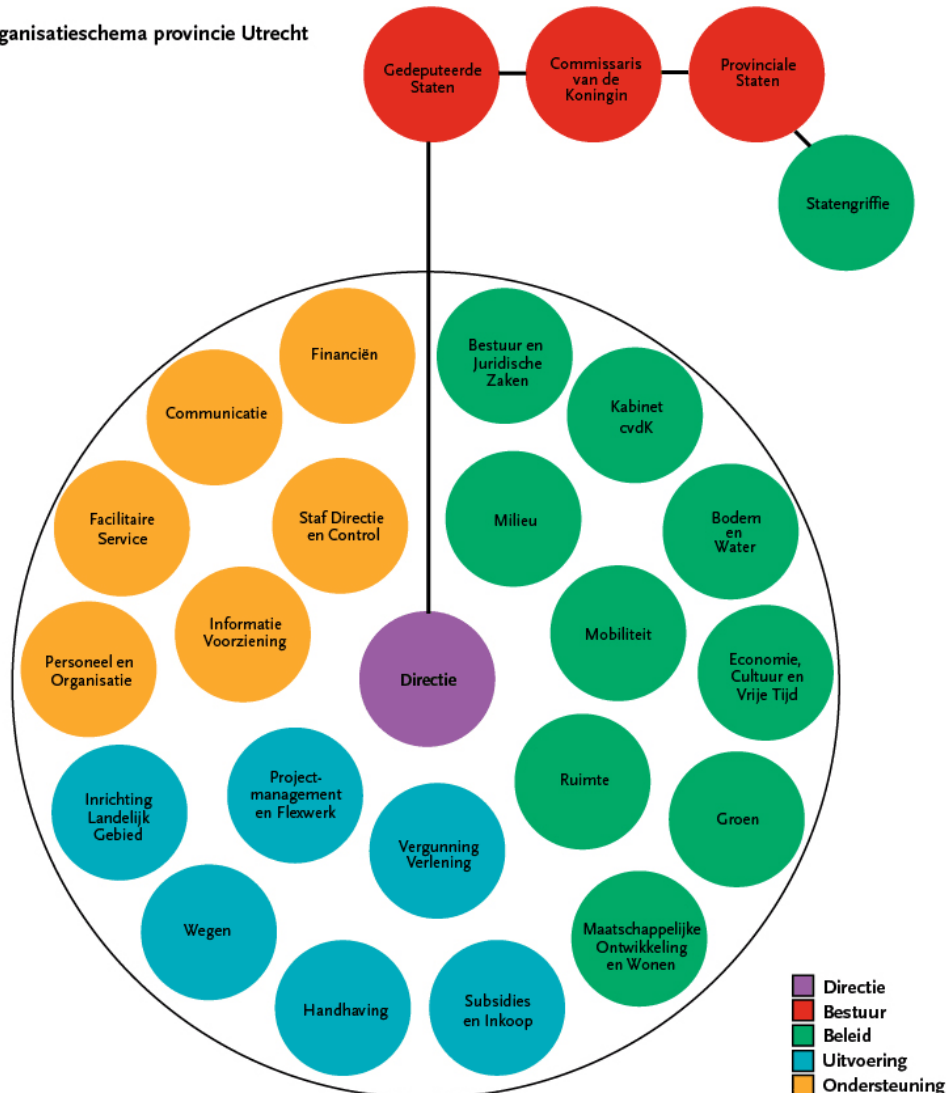 ganisatieschema provincie Utrecht
Gedeputeerde
Staten
Commissaris
van de
Koningin
Provinciale
Staten
Statengriffie
Financiën
Bestuur en
Juridische
Zaken
Communicatie
Kabinet
cvdK
Facilitaire
Service
Staf Directie
en Control
Milieu
Bodem
en
Water
Informatie
Voorziening
Mobiliteit
Personeel en
Organisatie
Directie
Economie,
Cultuur en
Vrije Tijd
Inrichting
Landelijk
Gebied
Project-
management
en Flexwerk
Ruimte
Groen
Vergunning
Verlening
Wegen
Maatschappelijke
Ontwikkeling
en Wonen
Handhaving
Subsidies
en Inkoop
Directie
Bestuur
Beleid
Uitvoering
Ondersteuning